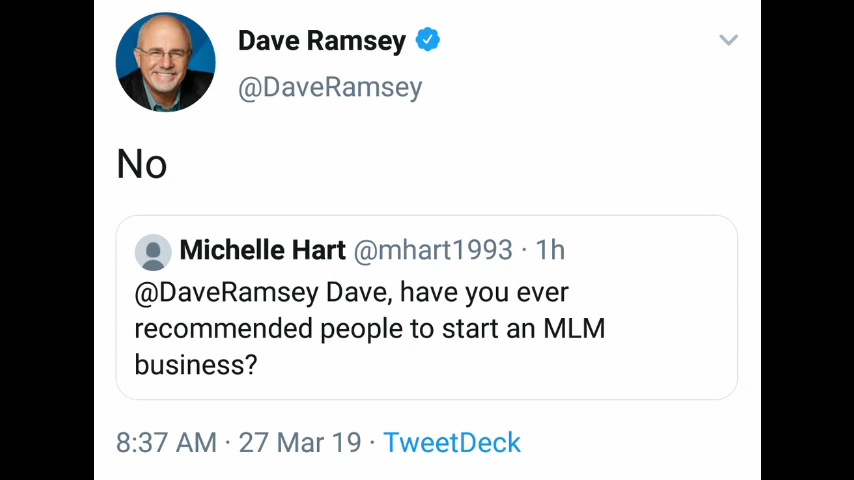 Dave Ramsey
@DaveRamsey
No
Michelle Hart @mhart1993 · 1h
@DaveRamsey Dave, have you ever
recommended people to start an MLM
business?
8:37 AM · 27 Mar 19 · TweetDeck